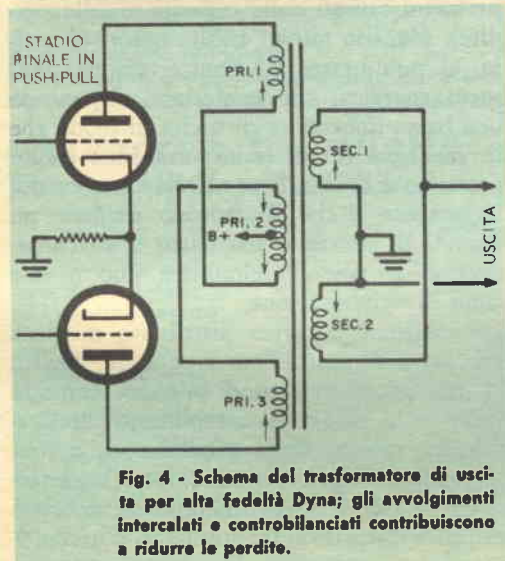 STADIO
FINALE IN
PUSH-PULL
PRI. 1
PRI. 2
B+
PRI. 3
SEC. 1
SEC. 2
USCITA
Fig. 4 - Schema del trasformatore di usci-
ta per alta fedeltà Dyna; gli avvolgimenti
intercalati e controbilanciati contribuiscono
a ridurre le perdite.